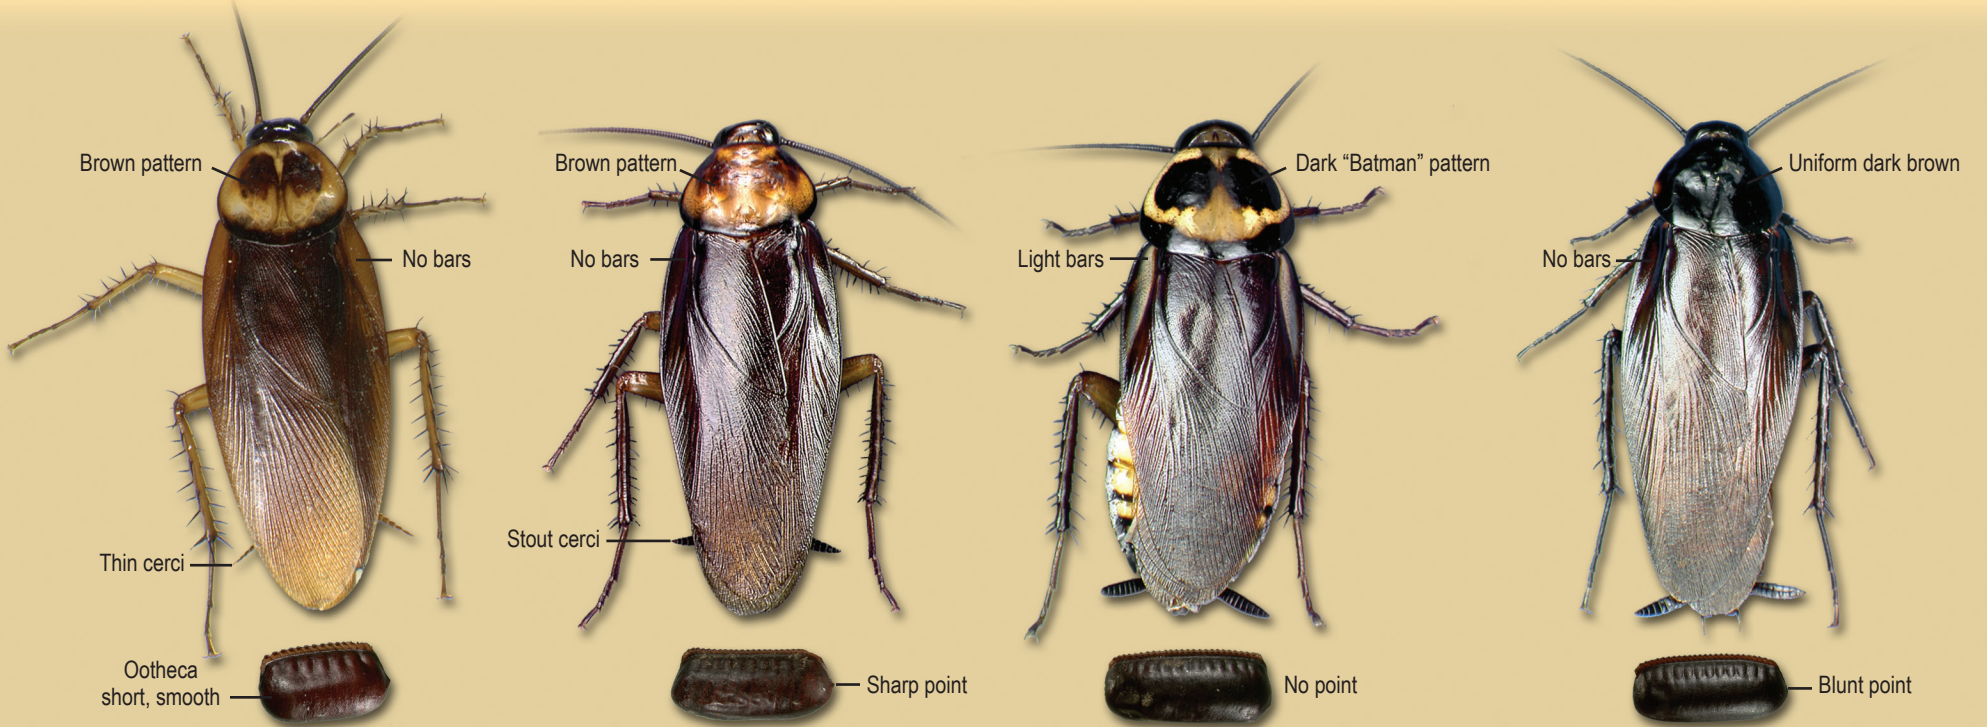 Brown pattern
No bars
Thin cerci
Ootheca
short, smooth
Brown pattern
No bars
Stout cerci
Sharp point
Dark “Batman” pattern
Light bars
No point
Uniform dark brown
No bars
Blunt point